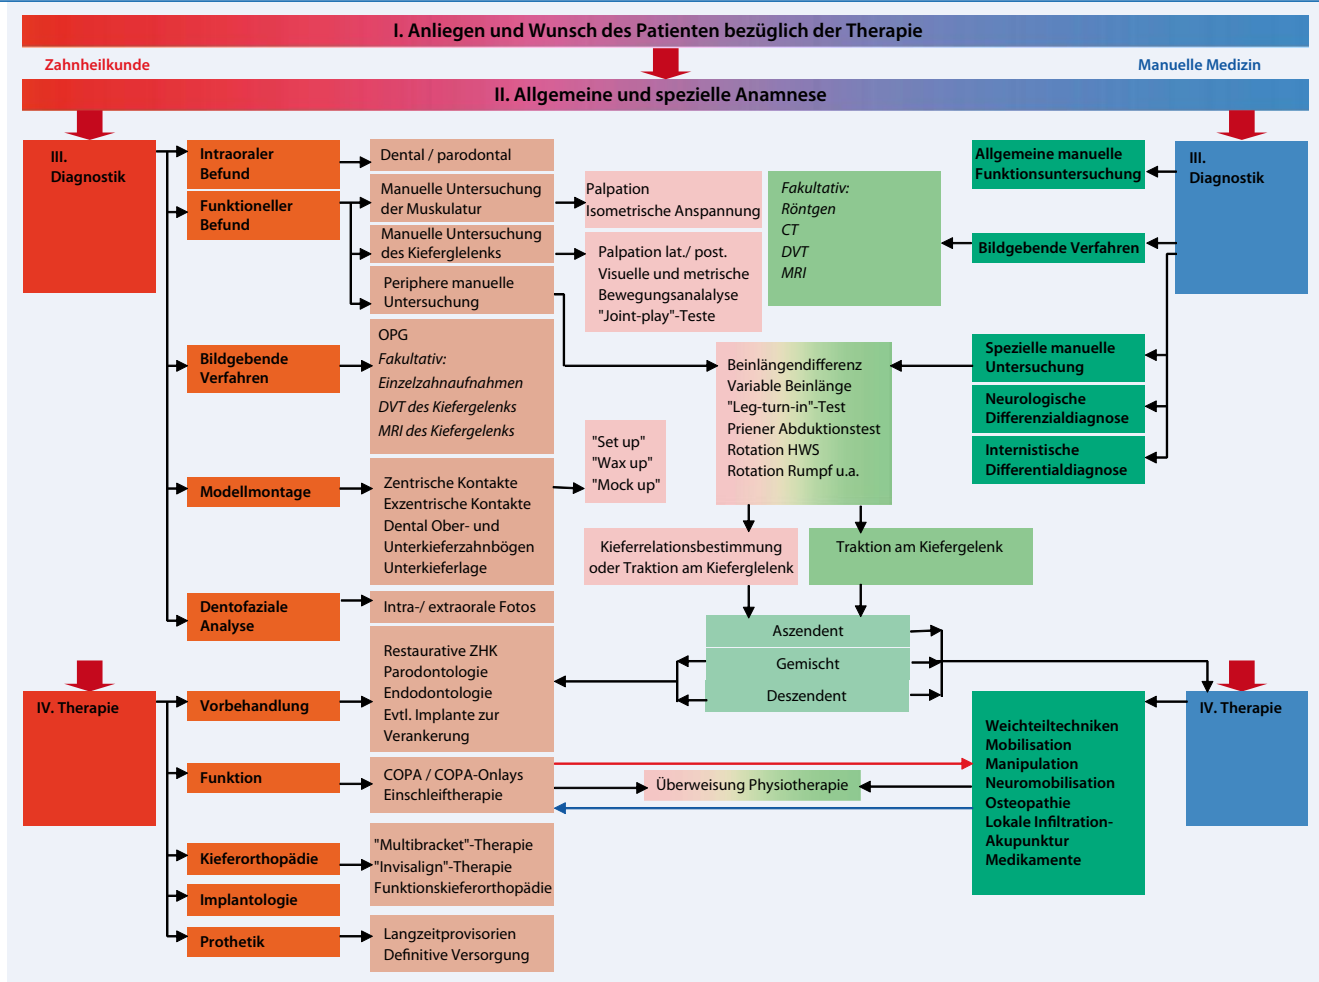 I. Anliegen und Wunsch des Patienten bezüglich der Therapie
Zahnheilkunde
Manuelle Medizin
II. Allgemeine und spezielle Anamnese
III.
Diagnostik
Intraoraler
Befund
Funktioneller
Befund
Bildgebende
Verfahren
Modellmontage
Dentofaziale
Analyse
Dental / parodontal
Manuelle Untersuchung
der Muskulatur
Manuelle Untersuchung
des Kieferglelenks
Periphere manuelle
Untersuchung
OPG
Fakultativ:
Einzelzahnaufnahmen
DVT des Kiefergelenks
MRI des Kiefergelenks
Zentrische Kontakte
Exzentrische Kontakte
Dental Ober- und
Unterkieferzahnbögen
Unterkieferlage
Intra-/ extraorale Fotos
Palpation
Isometrische Anspannung
Palpation lat./ post.
Visuelle und metrische
Bewegungsanalalyse
"Joint-play"-Teste
"Set up"
"Wax up"
"Mock up"
Fakultativ:
Röntgen
CT
DVT
MRI
Allgemeine manuelle
Funktionsuntersuchung
Bildgebende Verfahren
Spezielle manuelle
Untersuchung
Neurologische
Differenzialdiagnose
Internistische
Differentialdiagnose
III.
Diagnostik
Beinlängendifferenz
Variable Beinlänge
"Leg-turn-in"-Test
Priener Abduktionstest
Rotation HWS
Rotation Rumpf u.a.
Kieferrelationsbestimmung
oder Traktion am Kieferglelenk
Traktion am Kiefergelenk
Aszendent
Gemischt
Deszendent
IV. Therapie
Vorbehandlung
Funktion
Kieferorthopädie
Implantologie
Prothetik
Restaurative ZHK
Parodontologie
Endodontologie
Evtl. Implante zur
Verankerung
COPA / COPA-Onlays
Einschleiftherapie
"Multibracket"-Therapie
"Invisalign"-Therapie
Funktionskieferorthopädie
Langzeitprovisorien
Definitive Versorgung
Überweisung Physiotherapie
Weichteiltechniken
Mobilisation
Manipulation
Neuromobilisation
Osteopathie
Lokale Infiltration-
Akupunktur
Medikamente
IV. Therapie